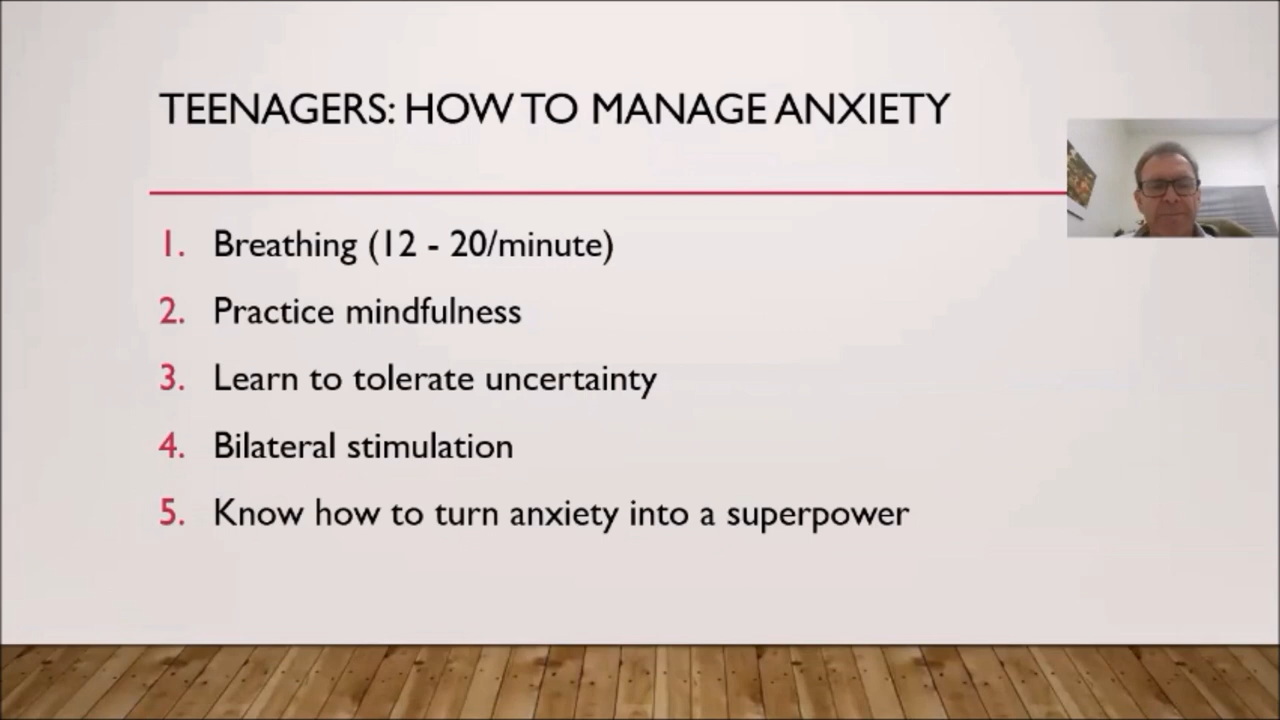 TEENAGERS: HOW TO MANAGE ANXIETY
1. Breathing (12 - 20/minute)
2. Practice mindfulness
3. Learn to tolerate uncertainty
4. Bilateral stimulation
5. Know how to turn anxiety into a superpower